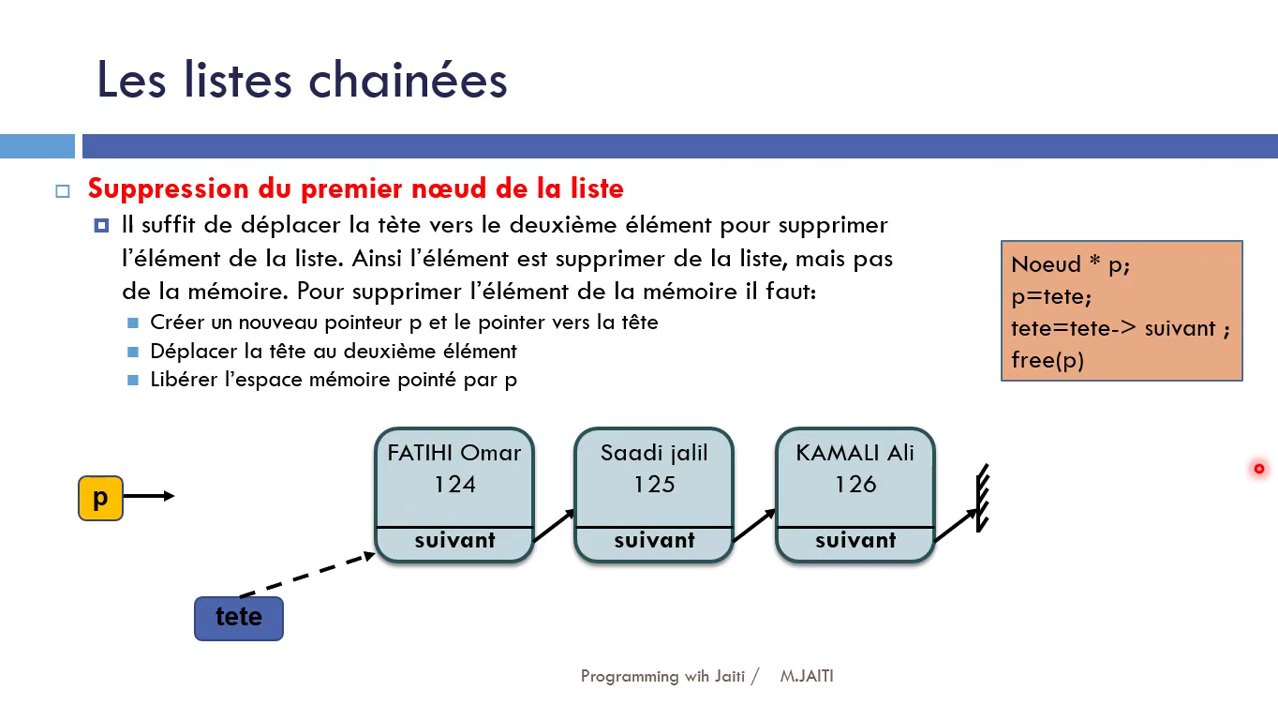 Les listes chainées
Suppression du premier nœud de la liste
Il suffit de déplacer la tète vers le deuxième élément pour supprimer
l'élément de la liste. Ainsi l'élément est supprimer de la liste, mais pas
de la mémoire. Pour supprimer l'élément de la mémoire il faut:
Créer un nouveau pointeur p et le pointer vers la tête
Déplacer la tête au deuxième élément
Libérer l'espace mémoire pointé par p
Noeud * p;
p=tete;
tete=tete-> suivant ;
free(p)
FATIHI Omar
124
suivant
Saadi jalil
125
suivant
KAMALI Ali
126
suivant
p
tete
Programming wih Jaiti / M.JAITI